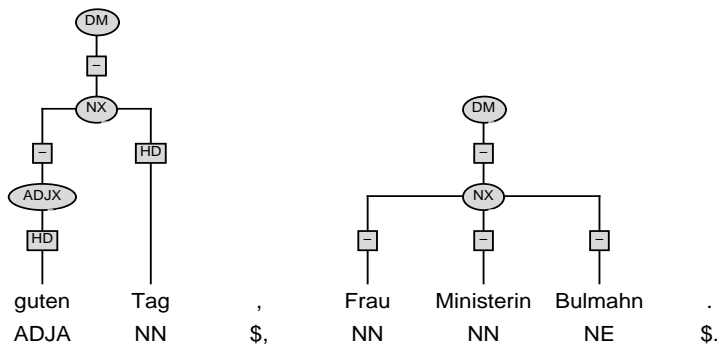 DM
–
NX DM
– HD –
ADJX NX
HD – – –
guten Tag , Frau Ministerin Bulmahn .
ADJA NN $, NN NN NE $.